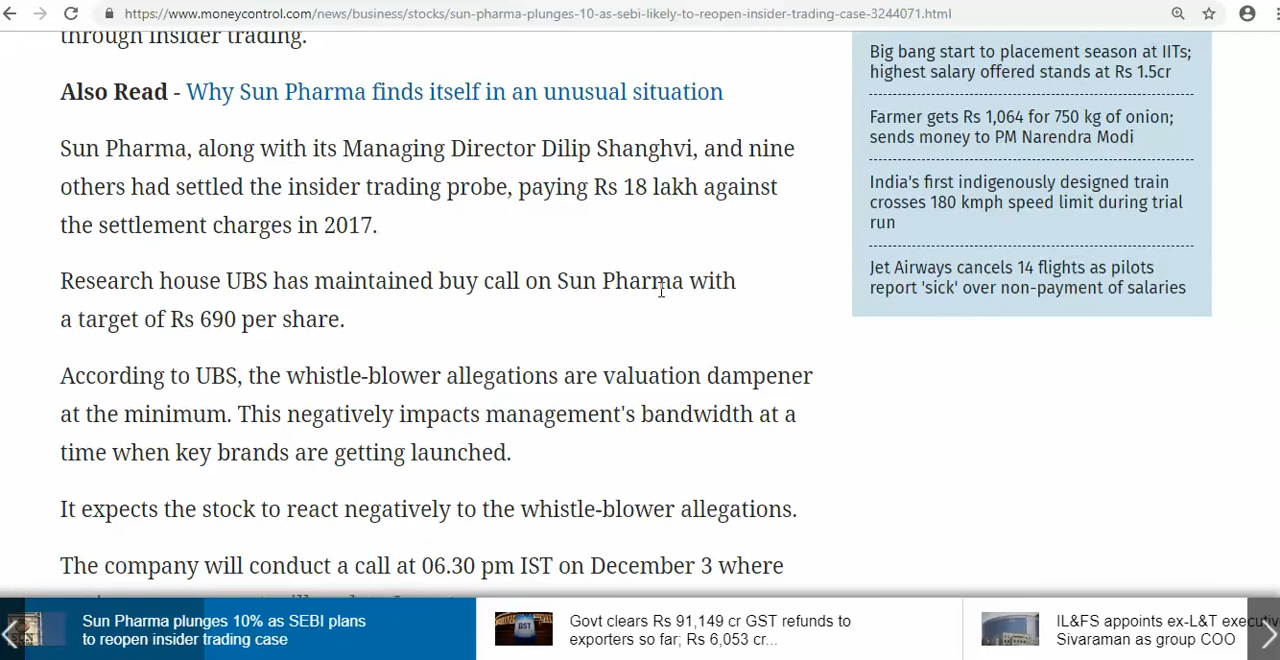 https://www.moneycontrol.com/news/business/stocks/sun-pharma-plunges-10-as-sebi-likely-to-reopen-insider-trading-case-3244071.html
through insider trading.
Also Read - Why Sun Pharma finds itself in an unusual situation
Sun Pharma, along with its Managing Director Dilip Shanghvi, and nine
others had settled the insider trading probe, paying Rs 18 lakh against
the settlement charges in 2017.
Research house UBS has maintained buy call on Sun Pharma with
a target of Rs 690 per share.
According to UBS, the whistle-blower allegations are valuation dampener
at the minimum. This negatively impacts management's bandwidth at a
time when key brands are getting launched.
It expects the stock to react negatively to the whistle-blower allegations.
The company will conduct a call at 06.30 pm IST on December 3 where
Big bang start to placement season at IITs;
highest salary offered stands at Rs 1.5cr
Farmer gets Rs 1,064 for 750 kg of onion;
sends money to PM Narendra Modi
India's first indigenously designed train
crosses 180 kmph speed limit during trial
run
Jet Airways cancels 14 flights as pilots
report 'sick' over non-payment of salaries
Sun Pharma plunges 10% as SEBI plans
to reopen insider trading case
GST
Govt clears Rs 91,149 cr GST refunds to
exporters so far; Rs 6,053 cr...
IL&FS appoints ex-L&T executive
Sivaraman as group COO